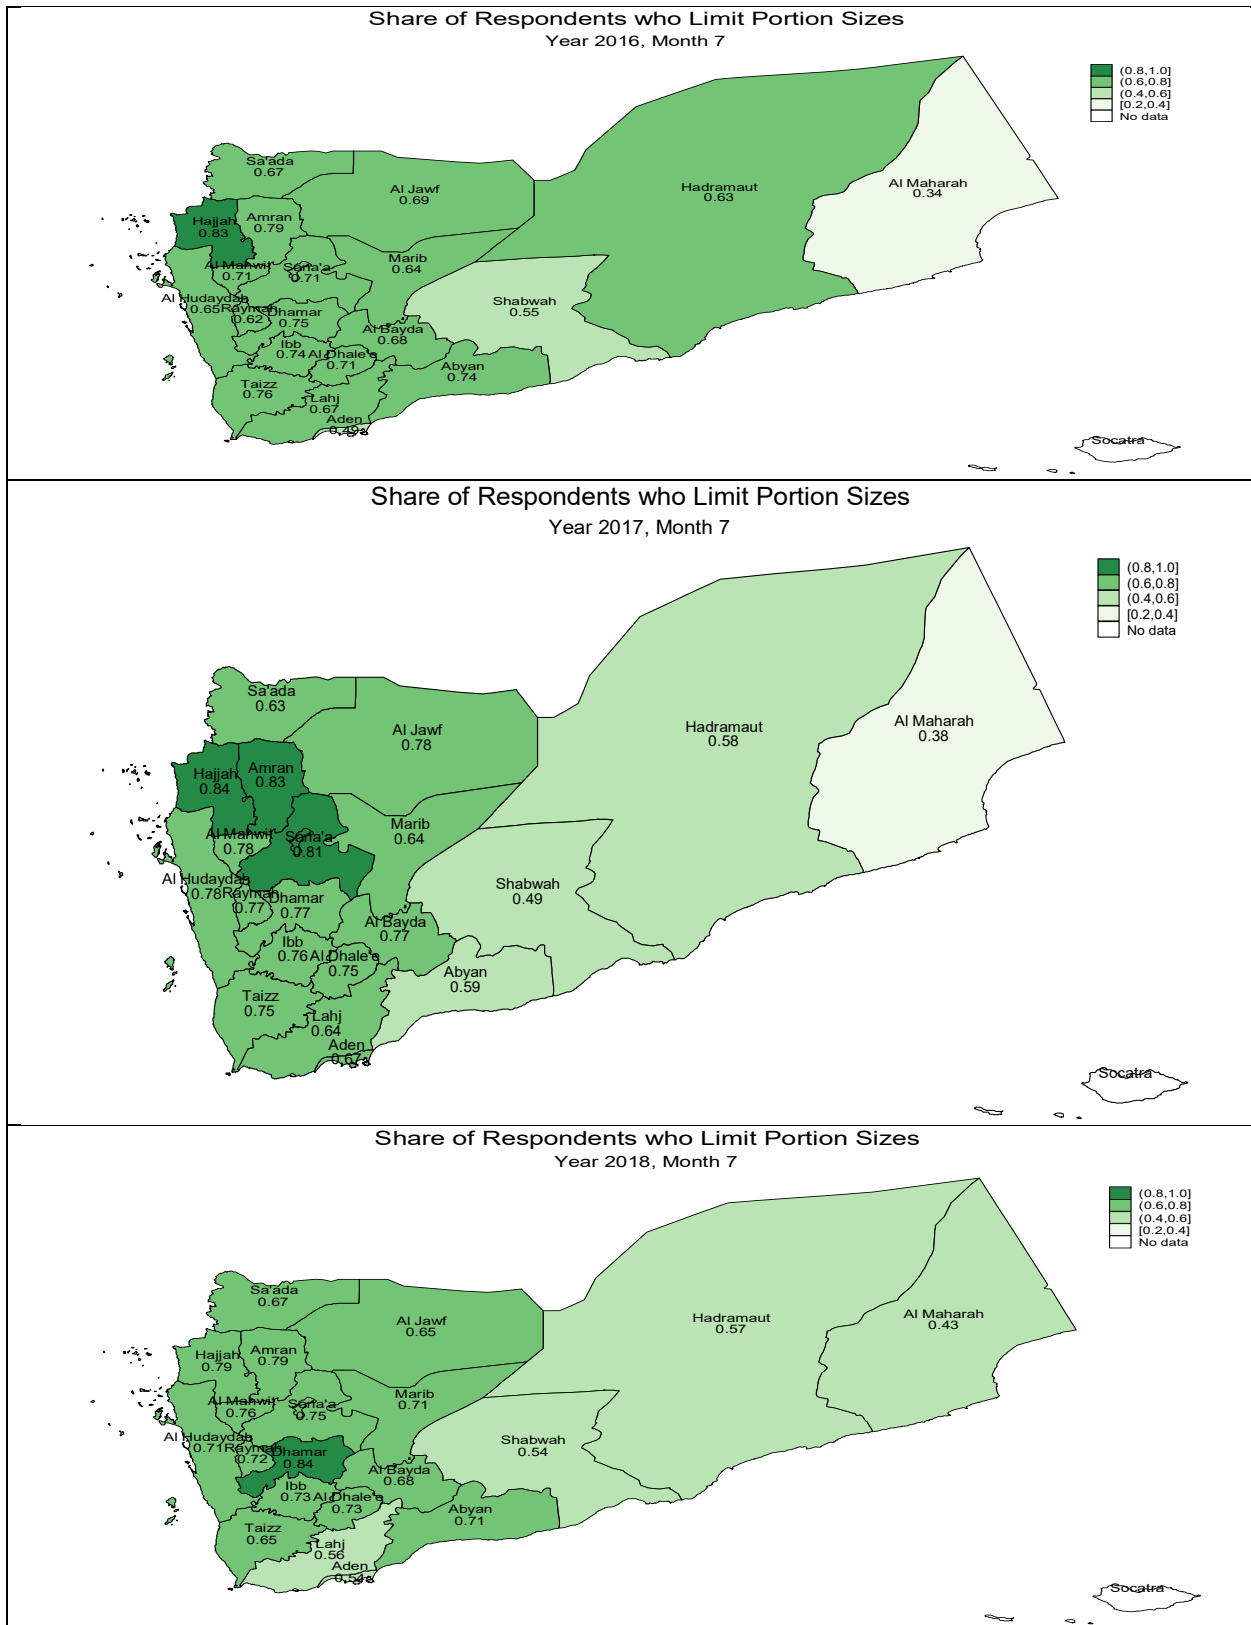 Share of Respondents who Limit Portion Sizes
Year 2016, Month 7
(0.8,1.0]
(0.6,0.8]
(0.4,0.6]
[0.2,0.4]
No data
Sa'ada
0.67
Al Jawf
0.69
Hadramaut
0.63
Al Maharah
0.34
Hajjah
0.83
Amran
0.79
Marib
0.64
Al Mahwit
0.71
Sana'a
0.71
Al Hudaydah
0.65
Raymah
0.62
Dhamar
0.75
Shabwah
0.55
Al Bayda
0.68
Ibb
0.74
Al Dhale'e
0.71
Abyan
0.74
Taizz
0.76
Lahj
0.67
Aden
0.49
Socatra
Share of Respondents who Limit Portion Sizes
Year 2017, Month 7
(0.8,1.0]
(0.6,0.8]
(0.4,0.6]
[0.2,0.4]
No data
Sa'ada
0.63
Al Jawf
0.78
Hadramaut
0.58
Al Maharah
0.38
Hajjah
0.84
Amran
0.83
Marib
0.64
Al Mahwit
0.78
Sana'a
0.81
Al Hudaydah
0.78
Raymah
0.77
Dhamar
0.77
Shabwah
0.49
Al Bayda
0.77
Ibb
0.76
Al Dhale'e
0.75
Abyan
0.59
Taizz
0.75
Lahj
0.64
Aden
0.67
Socatra
Share of Respondents who Limit Portion Sizes
Year 2018, Month 7
(0.8,1.0]
(0.6,0.8]
(0.4,0.6]
[0.2,0.4]
No data
Sa'ada
0.67
Al Jawf
0.65
Hadramaut
0.57
Al Maharah
0.43
Hajjah
0.79
Amran
0.79
Marib
0.71
Al Mahwit
0.76
Sana'a
0.75
Al Hudaydah
0.71
Raymah
0.72
Dhamar
0.84
Shabwah
0.54
Al Bayda
0.68
Ibb
0.73
Al Dhale'e
0.73
Abyan
0.71
Taizz
0.65
Lahj
0.56
Aden
0.54
Socatra